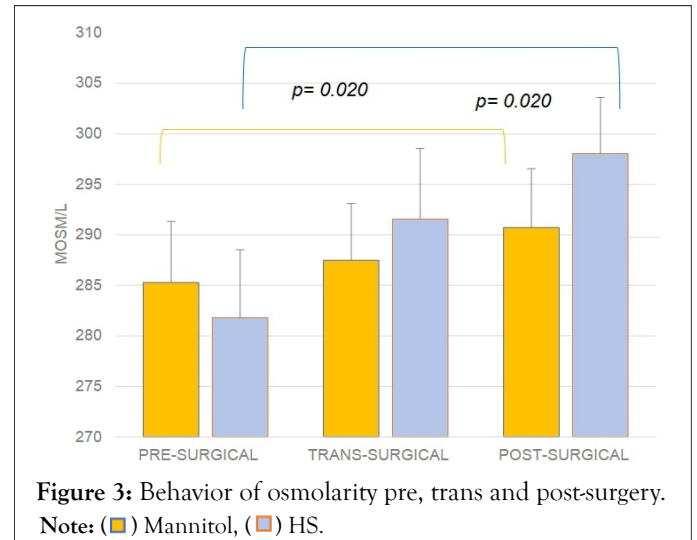 310
305
300
295
290
285
280
275
270
MOSM/L
p= 0.020
p= 0.020
PRE-SURGICAL TRANS-SURGICAL POST-SURGICAL
Figure 3: Behavior of osmolarity pre, trans and post-surgery.
Note: ( ) Mannitol, ( ) HS.